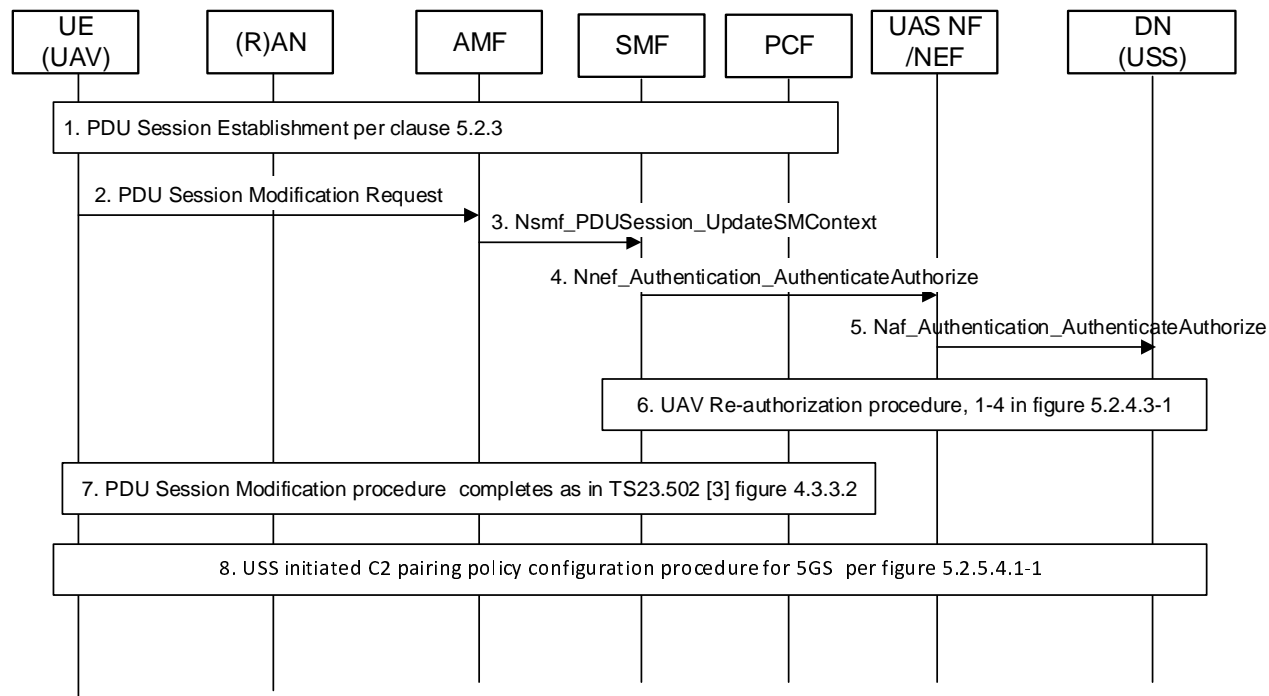 UE
(UAV)
(R)AN
AMF
SMF
PCF
UAS NF
/NEF
DN
(USS)
1. PDU Session Establishment per clause 5.2.3
2. PDU Session Modification Request
3. Nsmf_PDUSession_UpdateSMContext
4. Nnef_Authentication_AuthenticateAuthorize
5. Naf_Authentication_AuthenticateAuthorize
6. UAV Re-authorization procedure, 1-4 in figure 5.2.4.3-1
7. PDU Session Modification procedure completes as in TS23.502 [3] figure 4.3.3.2
8. USS initiated C2 pairing policy configuration procedure for 5GS per figure 5.2.5.4.1-1